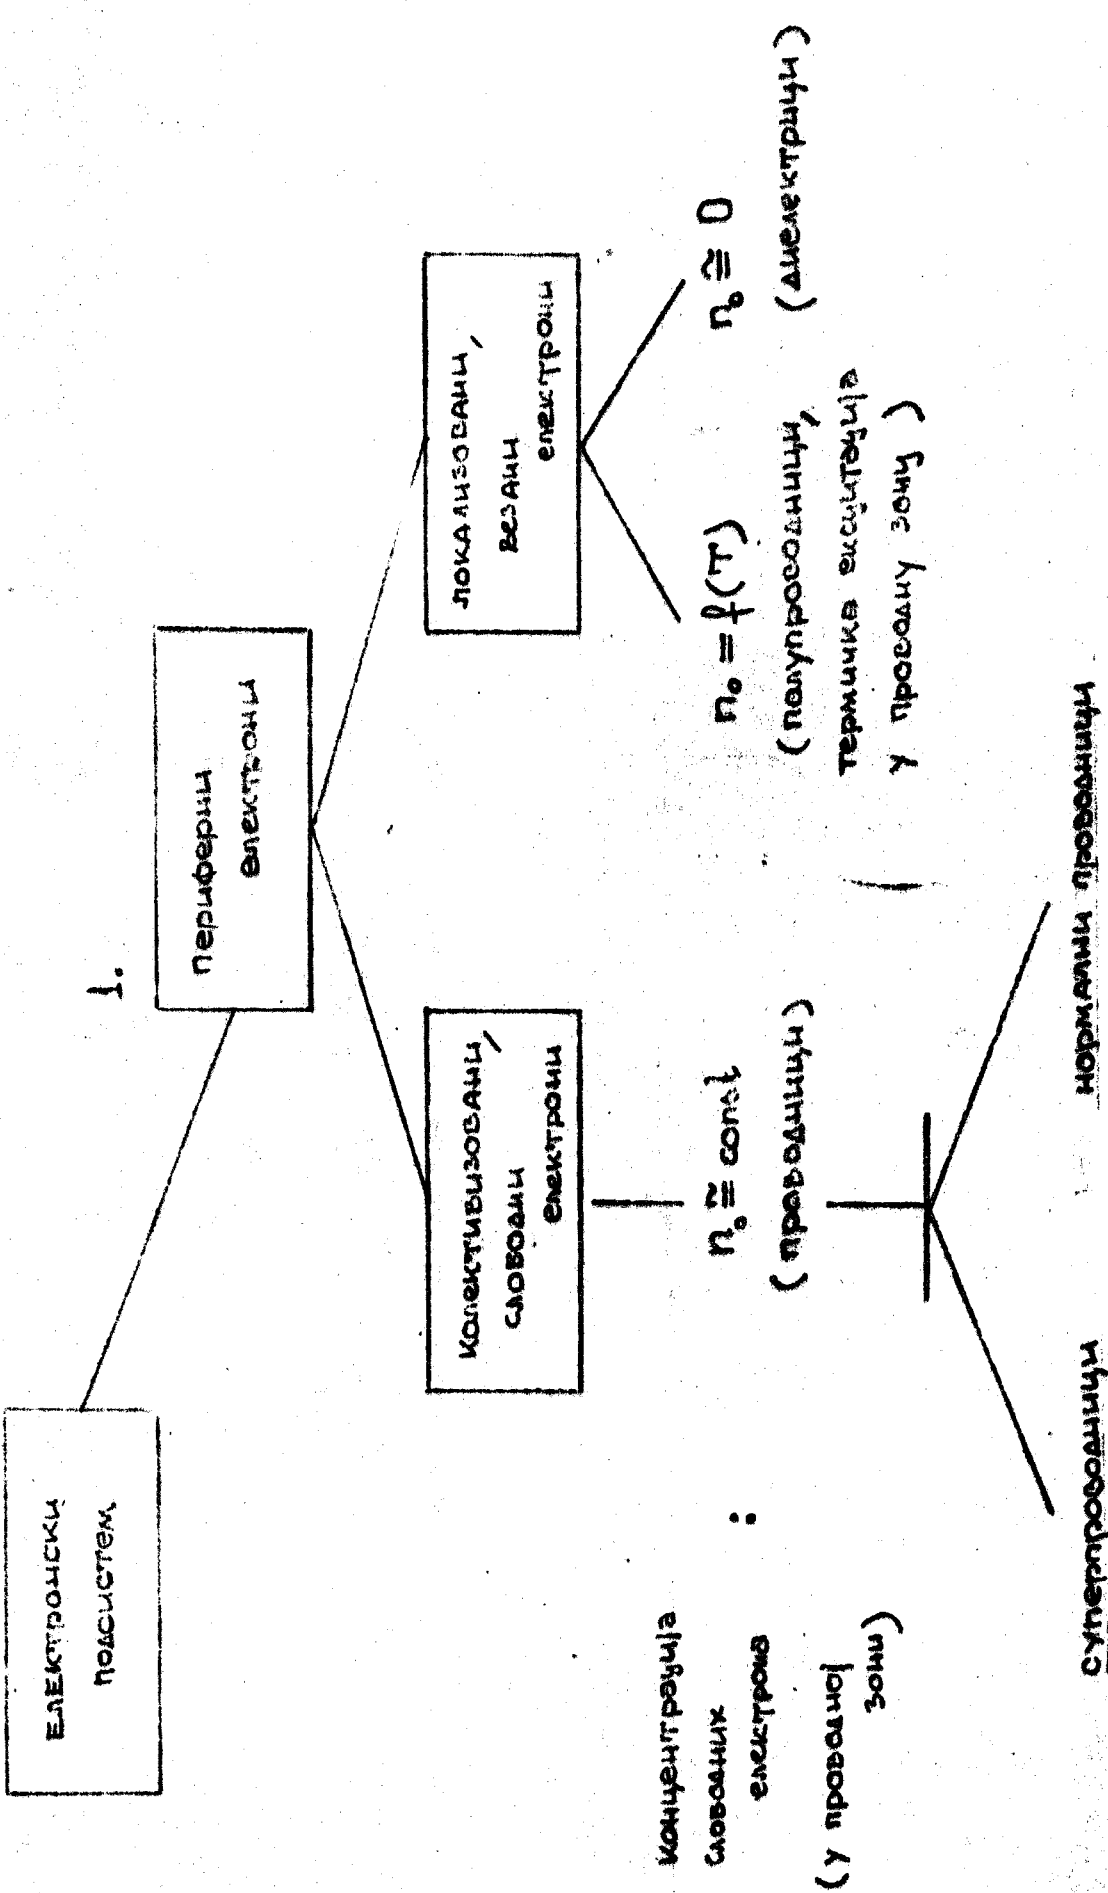 1.
ЕЛЕКТРОНСКИ
ПОДСИСТЕМ
Периферни
електрони
Колективизовани,
слободни
електрони
локализовани,
везани
електрони
концентрација
слободних
електрона
(у проводној
зони)
:
n₀ ≅ const
(проводници)
n₀ = f(T)
(полупроводници,
термичка ексцитација
у проводну зону)
n₀ ≅ 0
(диелектрици)
суперпроводници
нормални проводници